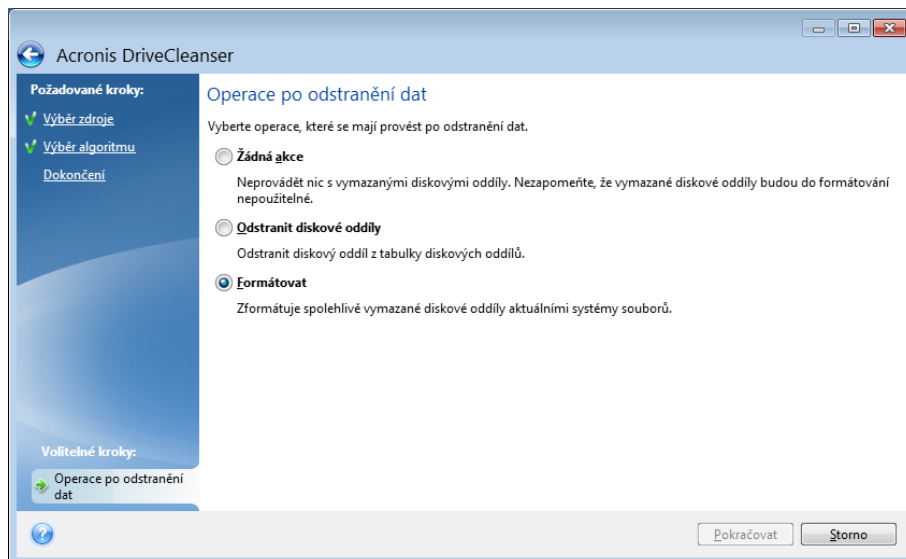 Acronis DriveCleanser
Požadované kroky:
Výběr zdroje
Výběr algoritmu
Dokončení
Volitelné kroky:
Operace po odstranění
dat
Operace po odstranění dat
Vyberte operace, které se mají provést po odstranění dat.
Žádná akce
Neprovádět nic s vymazanými diskovými oddíly. Nezapomeňte, že vymazané diskové oddíly budou do formátování
nepoužitelné.
Odstranit diskové oddíly
Odstranit diskový oddíl z tabulky diskových oddílů.
Formátovat
Zformátuje spolehlivě vymazané diskové oddíly aktuálními systémy souborů.
Pokračovat
Storno